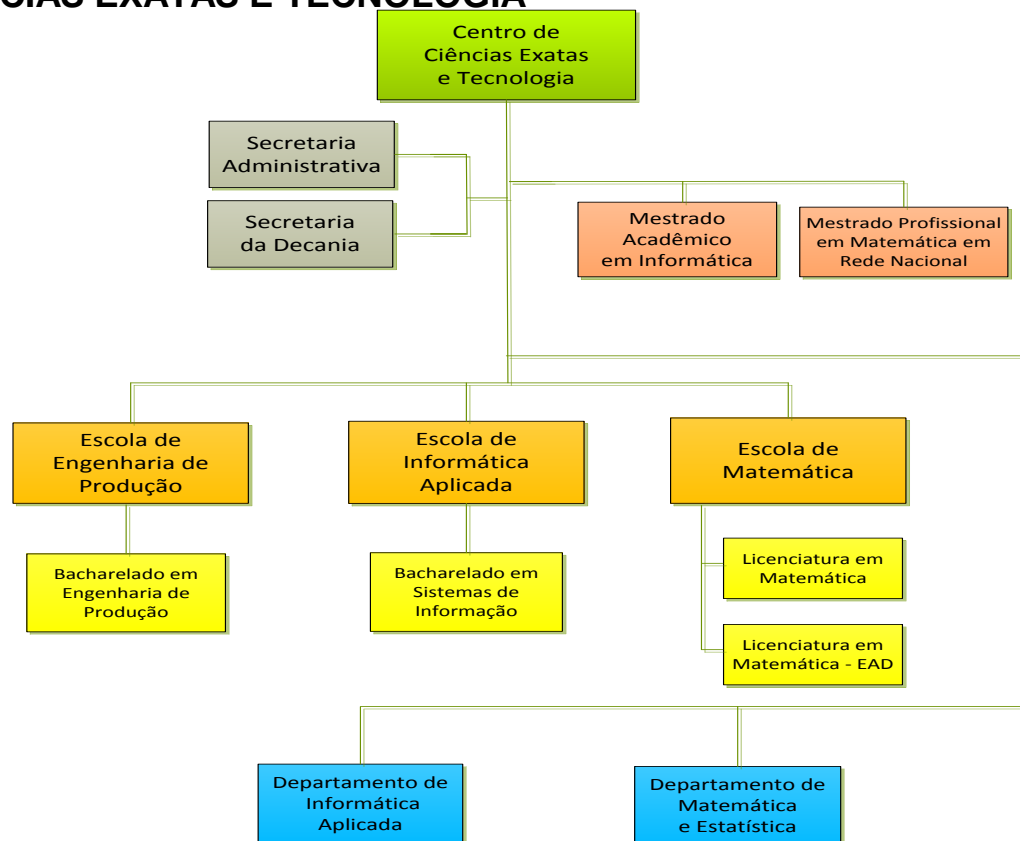 CIAS EXATAS E TECNOLOGIA
Centro de
Ciências Exatas
e Tecnologia
Secretaria
Administrativa
Secretaria
da Decania
Mestrado
Acadêmico
em Informática
Mestrado Profissional
em Matemática em
Rede Nacional
Escola de
Engenharia de
Produção
Escola de
Informática
Aplicada
Escola de
Matemática
Bacharelado em
Engenharia de
Produção
Bacharelado em
Sistemas de
Informação
Licenciatura em
Matemática
Licenciatura em
Matemática - EAD
Departamento de
Informática
Aplicada
Departamento de
Matemática
e Estatística